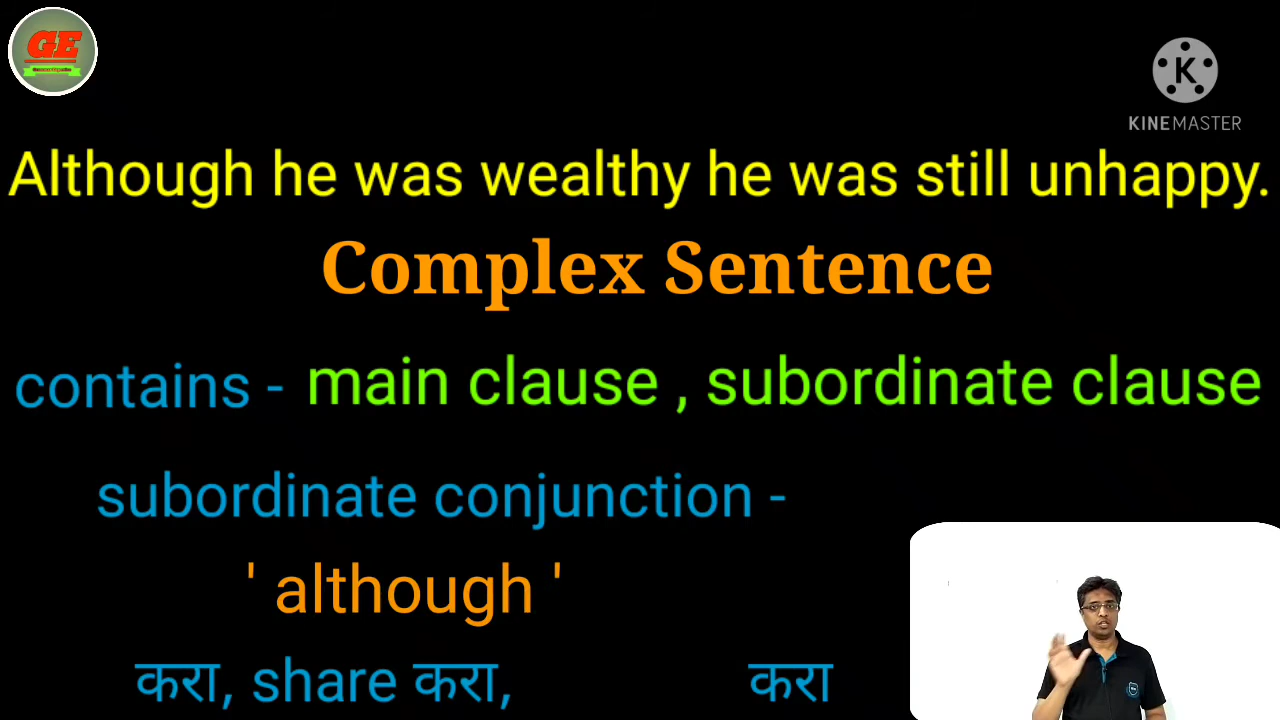 GE
KINEMASTER
Although he was wealthy he was still unhappy.
Complex Sentence
contains - main clause , subordinate clause
subordinate conjunction -
' although '
करा, share करा, करा